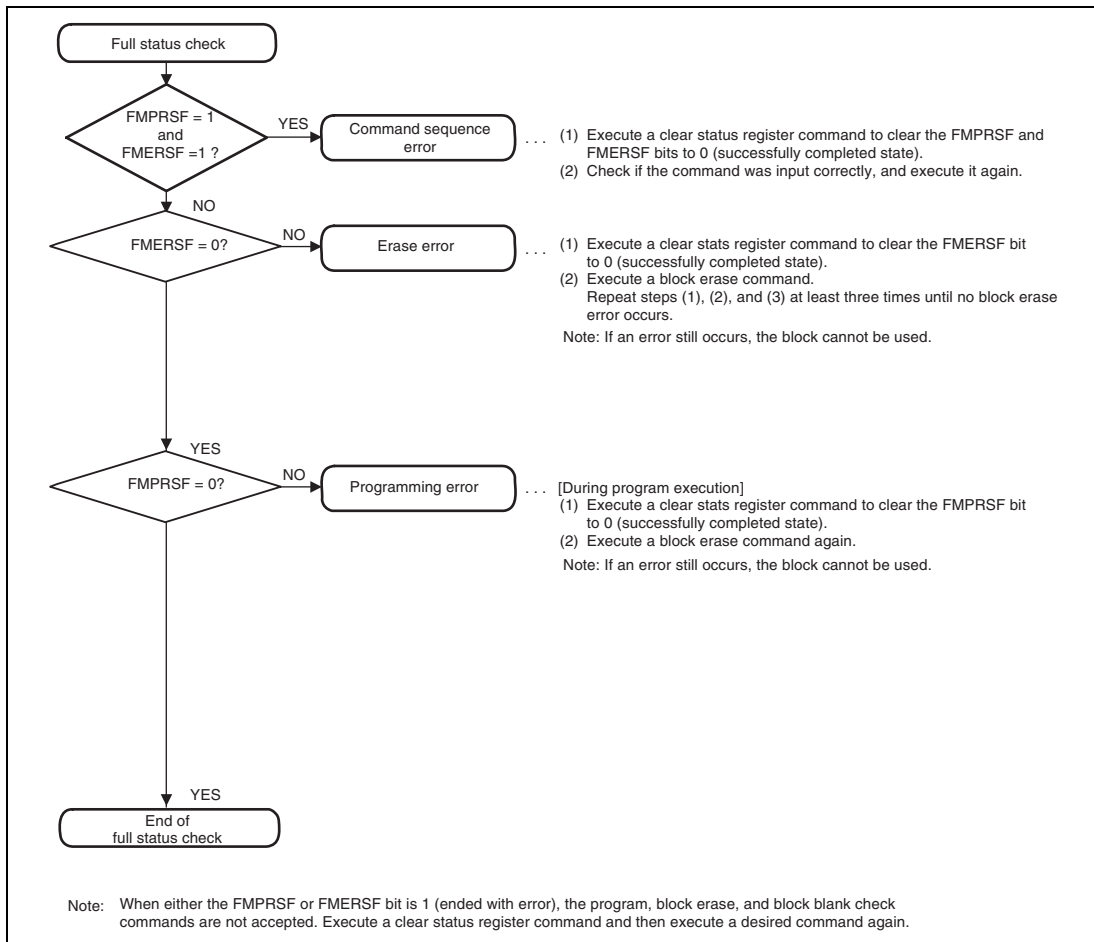 Full status check
FMPRSF = 1
and
FMERSF =1 ?
YES
Command sequence
error
. . . (1) Execute a clear status register command to clear the FMPRSF and
FMERSF bits to 0 (successfully completed state).
(2) Check if the command was input correctly, and execute it again.
NO
FMERSF = 0?
NO
Erase error
. . . (1) Execute a clear stats register command to clear the FMERSF bit
to 0 (successfully completed state).
(2) Execute a block erase command.
Repeat steps (1), (2), and (3) at least three times until no block erase
error occurs.
Note: If an error still occurs, the block cannot be used.
YES
FMPRSF = 0?
NO
Programming error
. . . [During program execution]
(1) Execute a clear stats register command to clear the FMPRSF bit
to 0 (successfully completed state).
(2) Execute a block erase command again.
Note: If an error still occurs, the block cannot be used.
YES
End of
full status check
Note: When either the FMPRSF or FMERSF bit is 1 (ended with error), the program, block erase, and block blank check
commands are not accepted. Execute a clear status register command and then execute a desired command again.